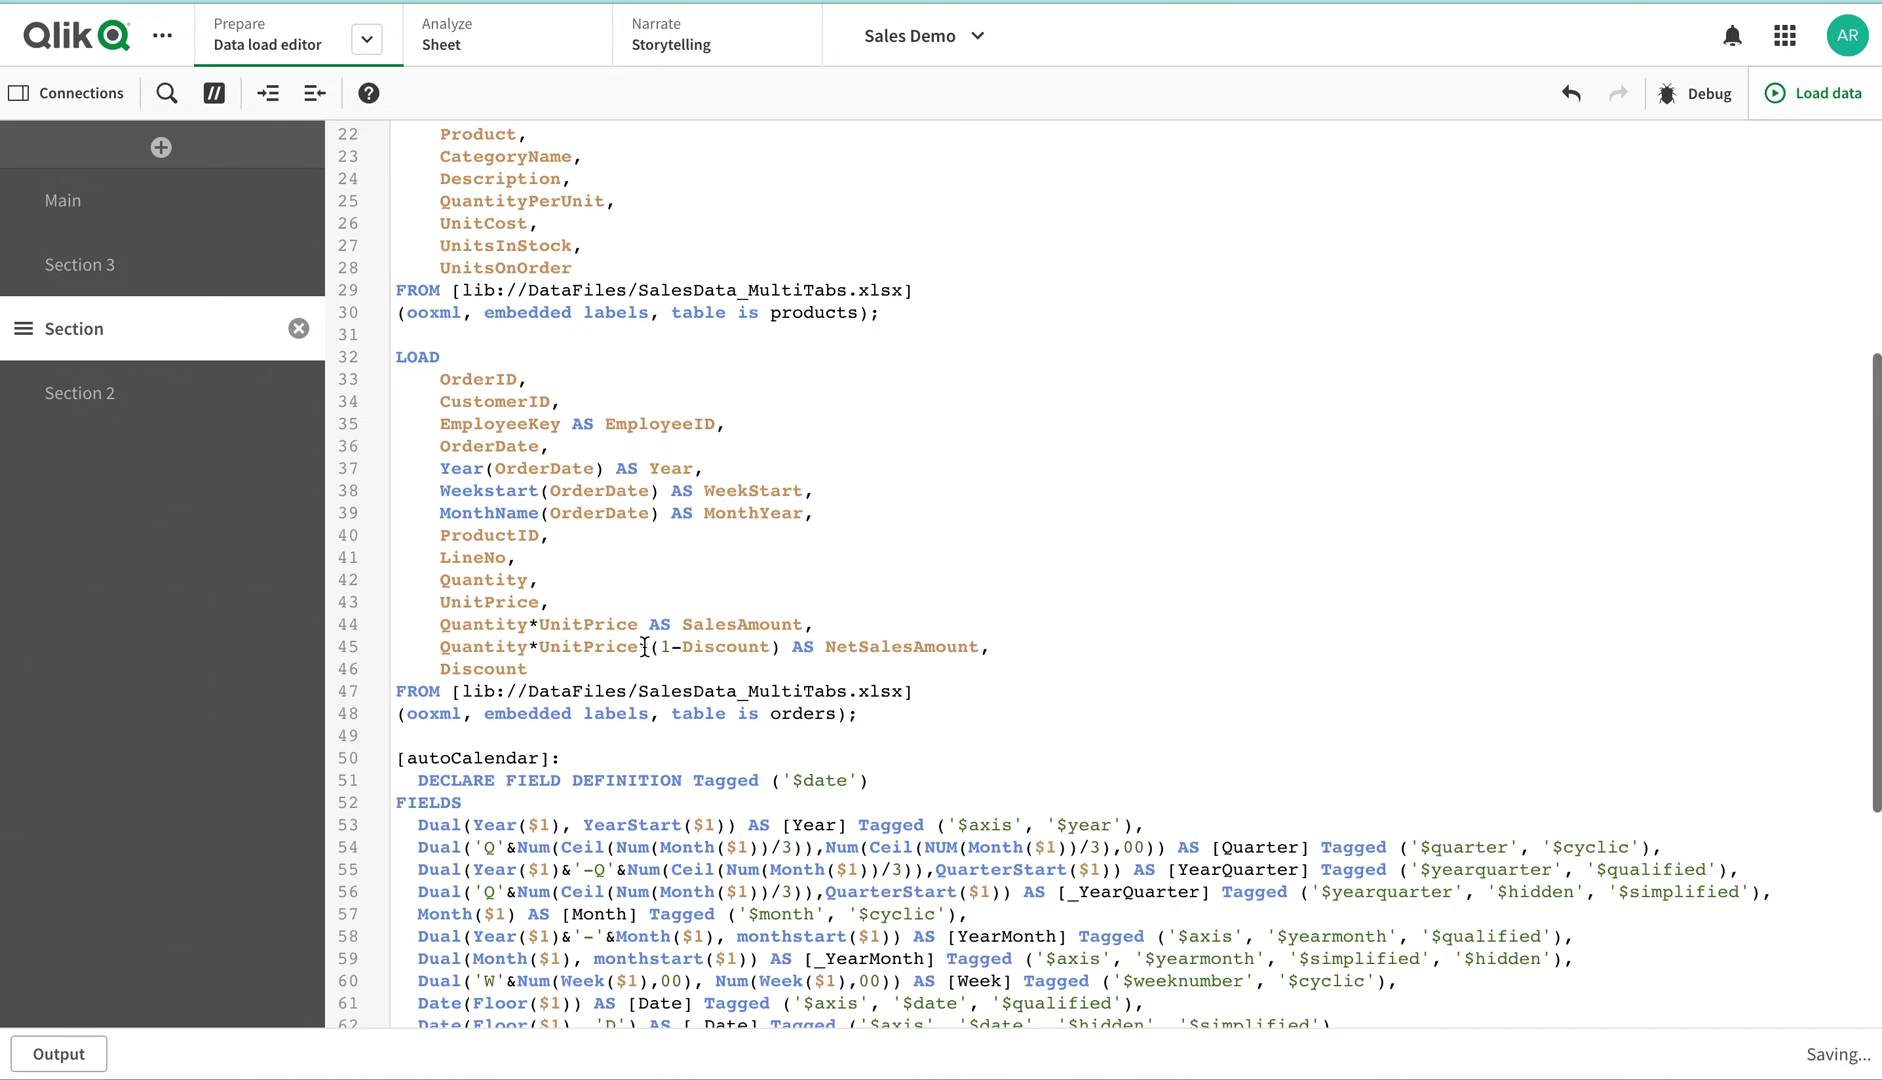 Qlik
Prepare
Data load editor
Analyze
Sheet
Narrate
Storytelling
Sales Demo
AR
Connections
//
?
Debug
Load data
Main
Section 3
Section
Section 2
22 Product,
23 CategoryName,
24 Description,
25 QuantityPerUnit,
26 UnitCost,
27 UnitsInStock,
28 UnitsOnOrder
29 FROM [lib://DataFiles/SalesData_MultiTabs.xlsx]
30 (ooxml, embedded labels, table is products);
31
32 LOAD
33 OrderID,
34 CustomerID,
35 EmployeeKey AS EmployeeID,
36 OrderDate,
37 Year(OrderDate) AS Year,
38 Weekstart(OrderDate) AS WeekStart,
39 MonthName(OrderDate) AS MonthYear,
40 ProductID,
41 LineNo,
42 Quantity,
43 UnitPrice,
44 Quantity*UnitPrice AS SalesAmount,
45 Quantity*UnitPrice*(1-Discount) AS NetSalesAmount,
46 Discount
47 FROM [lib://DataFiles/SalesData_MultiTabs.xlsx]
48 (ooxml, embedded labels, table is orders);
49
50 [autoCalendar]:
51 DECLARE FIELD DEFINITION Tagged ('$date')
52 FIELDS
53 Dual(Year($1), YearStart($1)) AS [Year] Tagged ('$axis', '$year'),
54 Dual('Q'&Num(Ceil(Num(Month($1))/3)),Num(Ceil(NUM(Month($1))/3),00)) AS [Quarter] Tagged ('$quarter', '$cyclic'),
55 Dual(Year($1)&'-Q'&Num(Ceil(Num(Month($1))/3)),QuarterStart($1)) AS [YearQuarter] Tagged ('$yearquarter', '$qualified'),
56 Dual('Q'&Num(Ceil(Num(Month($1))/3)),QuarterStart($1)) AS [_YearQuarter] Tagged ('$yearquarter', '$hidden', '$simplified'),
57 Month($1) AS [Month] Tagged ('$month', '$cyclic'),
58 Dual(Year($1)&'-'&Month($1), monthstart($1)) AS [YearMonth] Tagged ('$axis', '$yearmonth', '$qualified'),
59 Dual(Month($1), monthstart($1)) AS [_YearMonth] Tagged ('$axis', '$yearmonth', '$simplified', '$hidden'),
60 Dual('W'&Num(Week($1),00), Num(Week($1),00)) AS [Week] Tagged ('$weeknumber', '$cyclic'),
61 Date(Floor($1)) AS [Date] Tagged ('$axis', '$date', '$qualified'),
62 Date(Floor($1), 'D') AS [_Date] Tagged ('$axis', '$date', '$hidden', '$simplified')
Output
Saving...